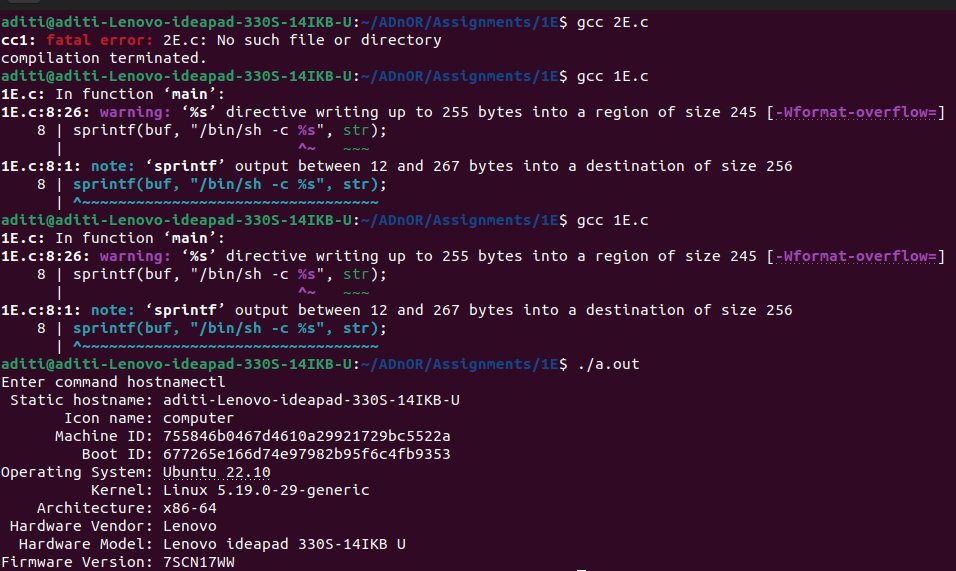 aditi@aditi-Lenovo-ideapad-330S-14IKB-U:~/ADnOR/Assignments/1E$ gcc 2E.c
cc1: fatal error: 2E.c: No such file or directory
compilation terminated.
aditi@aditi-Lenovo-ideapad-330S-14IKB-U:~/ADnOR/Assignments/1E$ gcc 1E.c
1E.c: In function ‘main’:
1E.c:8:26: warning: ‘%s’ directive writing up to 255 bytes into a region of size 245 [-Wformat-overflow=]
    8 | sprintf(buf, "/bin/sh -c %s", str);
      |                          ^~   ~~~
1E.c:8:1: note: ‘sprintf’ output between 12 and 267 bytes into a destination of size 256
    8 | sprintf(buf, "/bin/sh -c %s", str);
      | ^~~~~~~~~~~~~~~~~~~~~~~~~~~~~~~~~~
aditi@aditi-Lenovo-ideapad-330S-14IKB-U:~/ADnOR/Assignments/1E$ gcc 1E.c
1E.c: In function ‘main’:
1E.c:8:26: warning: ‘%s’ directive writing up to 255 bytes into a region of size 245 [-Wformat-overflow=]
    8 | sprintf(buf, "/bin/sh -c %s", str);
      |                          ^~   ~~~
1E.c:8:1: note: ‘sprintf’ output between 12 and 267 bytes into a destination of size 256
    8 | sprintf(buf, "/bin/sh -c %s", str);
      | ^~~~~~~~~~~~~~~~~~~~~~~~~~~~~~~~~~
aditi@aditi-Lenovo-ideapad-330S-14IKB-U:~/ADnOR/Assignments/1E$ ./a.out
Enter command hostnamectl
 Static hostname: aditi-Lenovo-ideapad-330S-14IKB-U
       Icon name: computer
      Machine ID: 755846b0467d4610a29921729bc5522a
         Boot ID: 677265e166d74e97982b95f6c4fb9353
Operating System: Ubuntu 22.10
          Kernel: Linux 5.19.0-29-generic
    Architecture: x86-64
 Hardware Vendor: Lenovo
  Hardware Model: Lenovo ideapad 330S-14IKB U
Firmware Version: 7SCN17WW